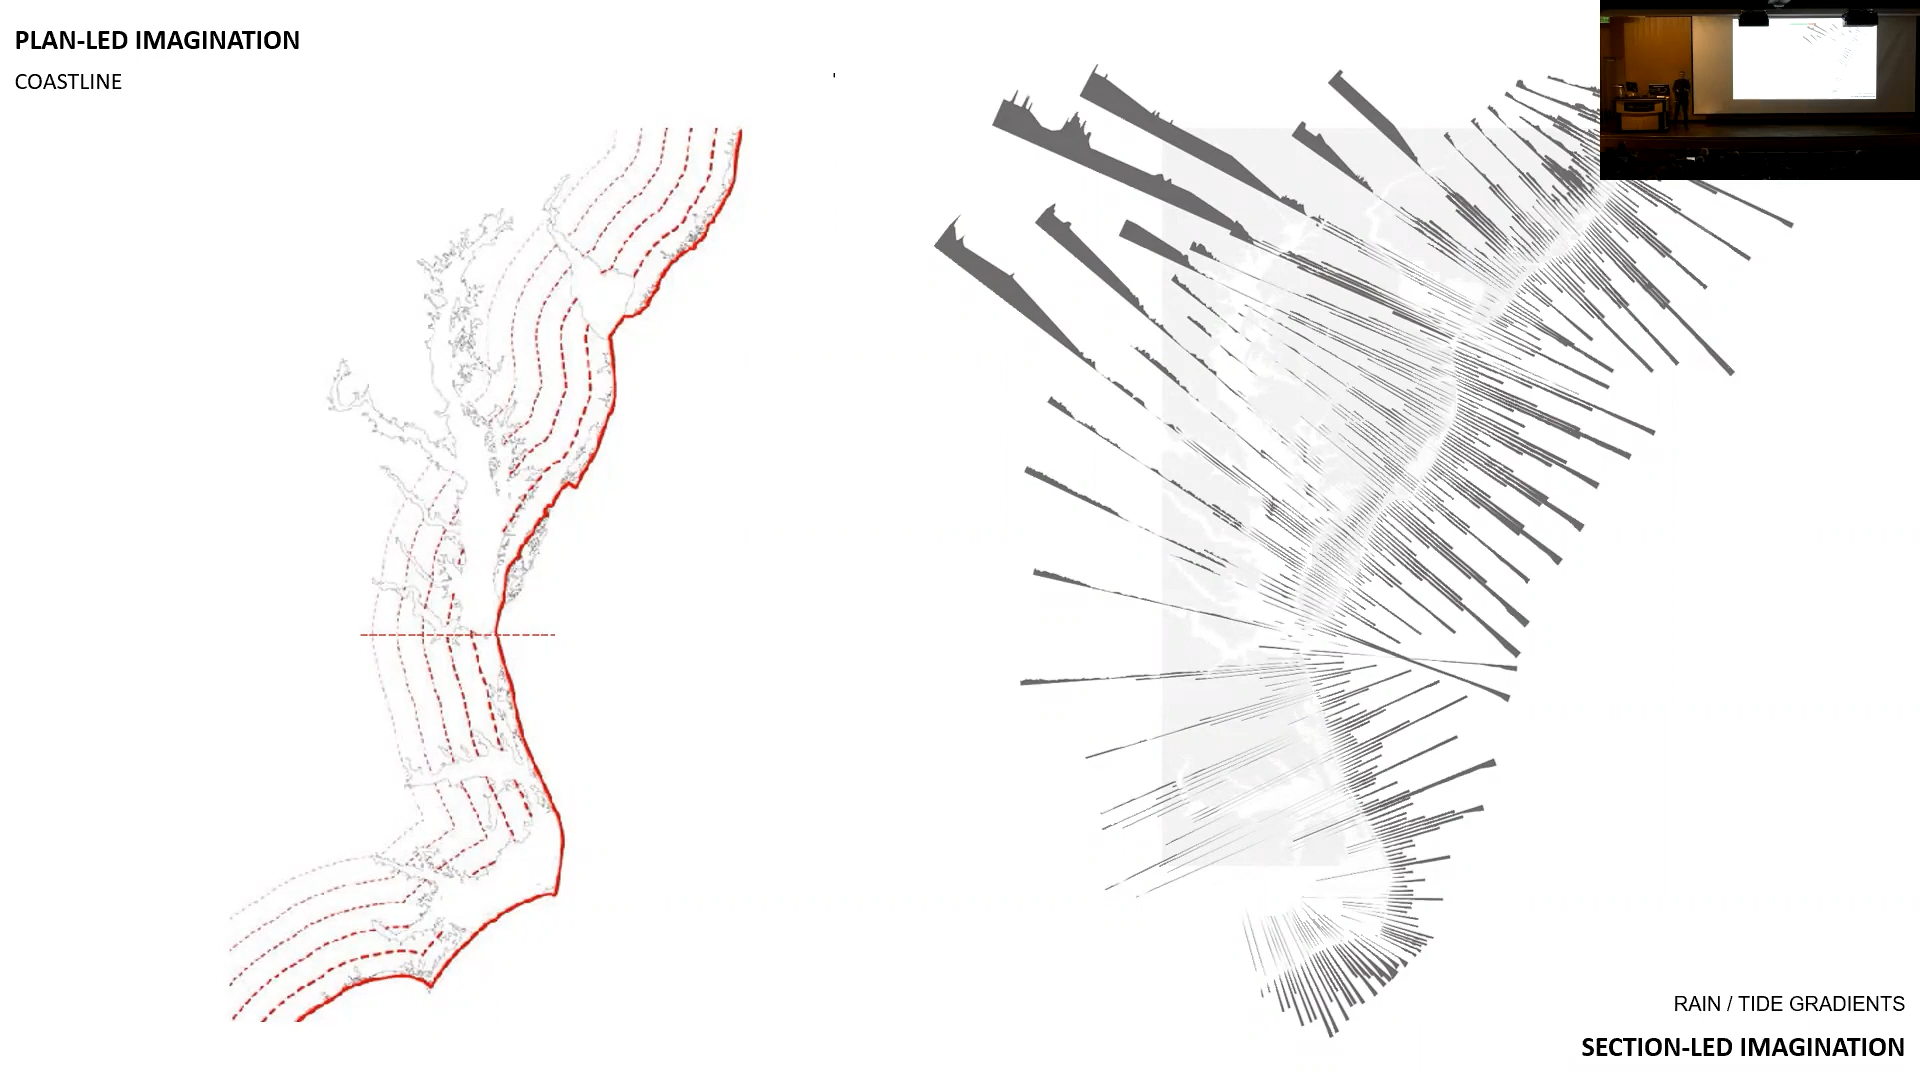 PLAN-LED IMAGINATION
COASTLINE
RAIN / TIDE GRADIENTS
SECTION-LED IMAGINATION